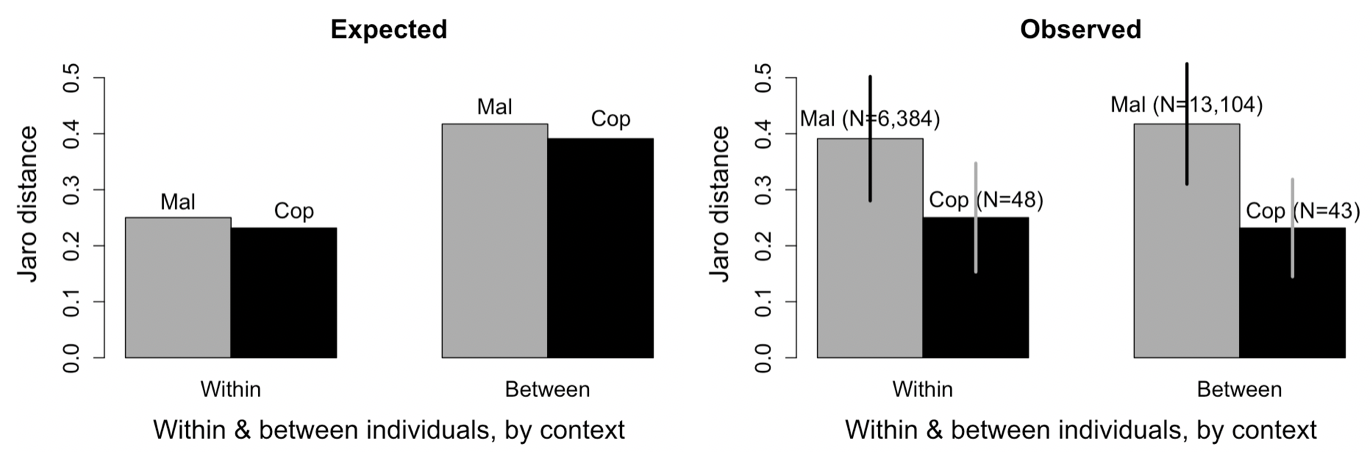 Expected
Jaro distance
0.5
0.4
0.3
0.2
0.1
0.0
Mal
Cop
Mal
Cop
Within
Between
Within & between individuals, by context
Observed
Jaro distance
0.5
0.4
0.3
0.2
0.1
0.0
Mal (N=6,384)
Cop (N=48)
Mal (N=13,104)
Cop (N=43)
Within
Between
Within & between individuals, by context